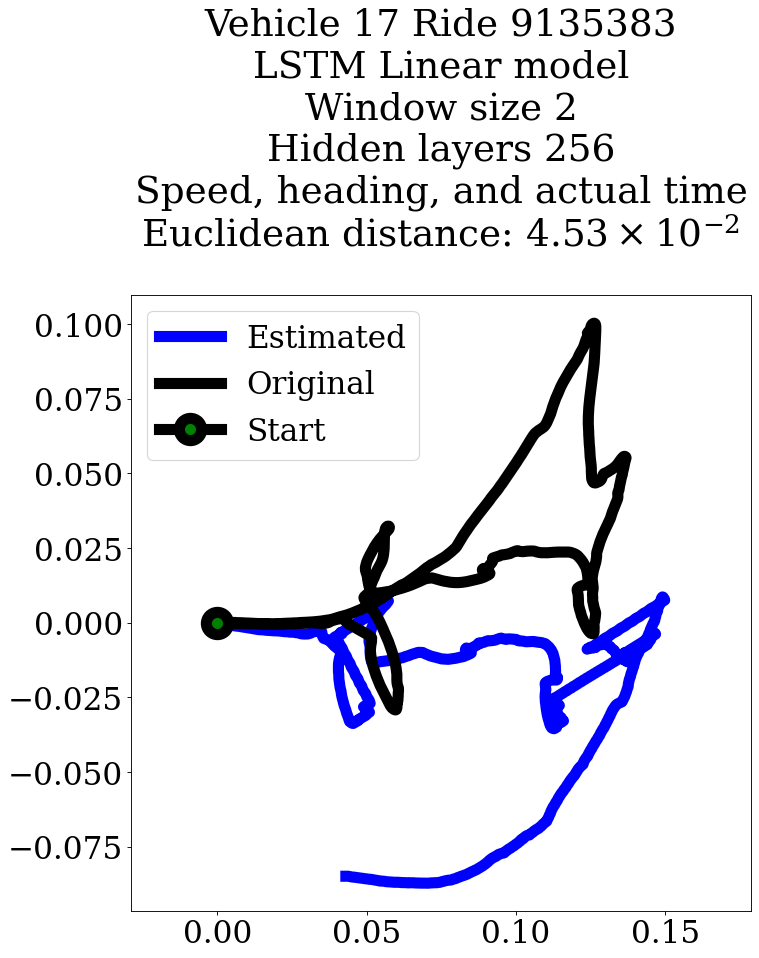 Vehicle 17 Ride 9135383
LSTM Linear model
Window size 2
Hidden layers 256
Speed, heading, and actual time
Euclidean distance: 4.53 × 10⁻²
Estimated
Original
Start
0.100
0.075
0.050
0.025
0.000
−0.025
−0.050
−0.075
0.00 0.05 0.10 0.15